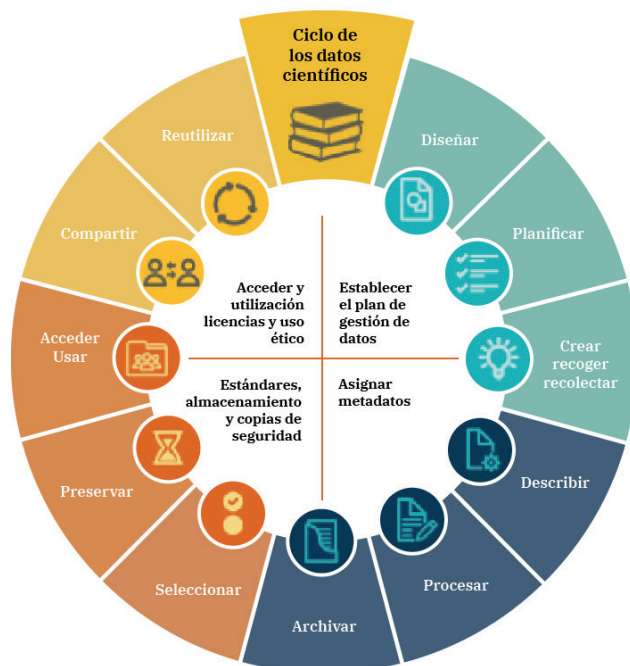 Ciclo de
los datos
científicos
Diseñar
Planificar
Crear
recoger
recolectar
Describir
Procesar
Archivar
Seleccionar
Preservar
Acceder
Usar
Compartir
Reutilizar
Acceder y
utilización
licencias y uso
ético
Establecer
el plan de
gestión de
datos
Estándares,
almacenamiento
y copias de
seguridad
Asignar
metadatos